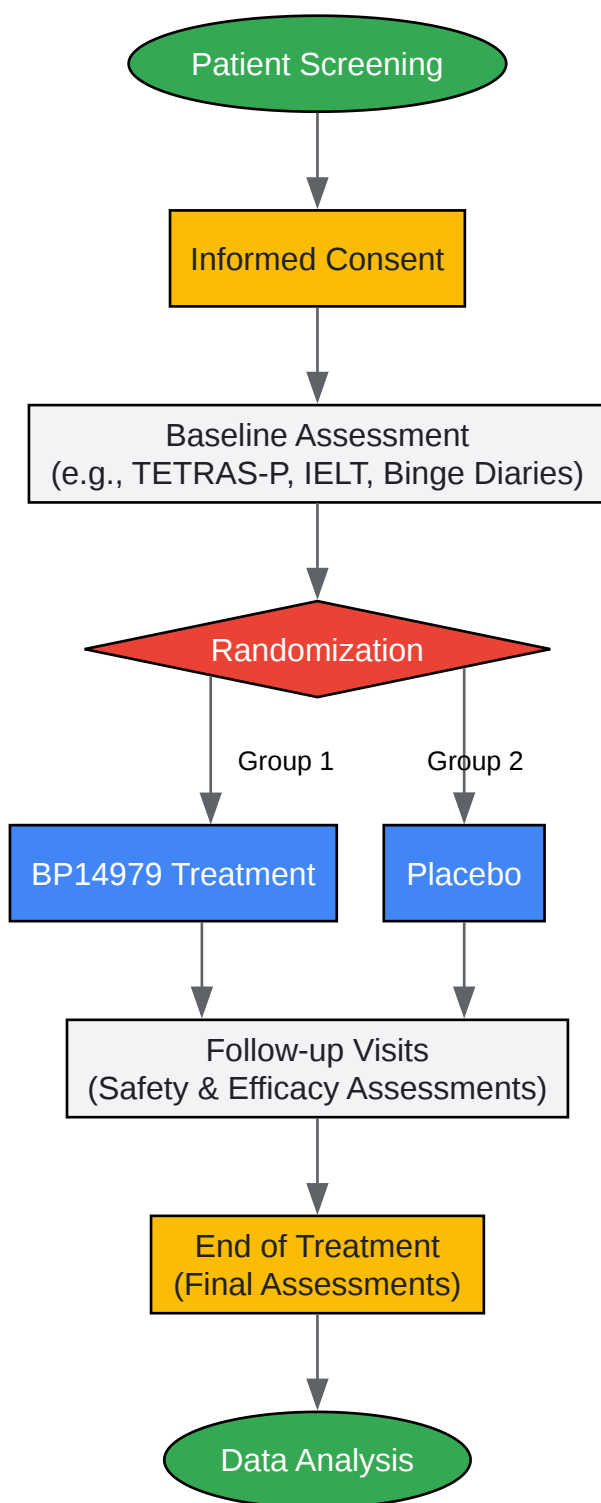 Patient Screening
Informed Consent
Baseline Assessment
(e.g., TETRAS-P, IELT, Binge Diaries)
Randomization
Group 1
Group 2
BP14979 Treatment
Placebo
Follow-up Visits
(Safety & Efficacy Assessments)
End of Treatment
(Final Assessments)
Data Analysis